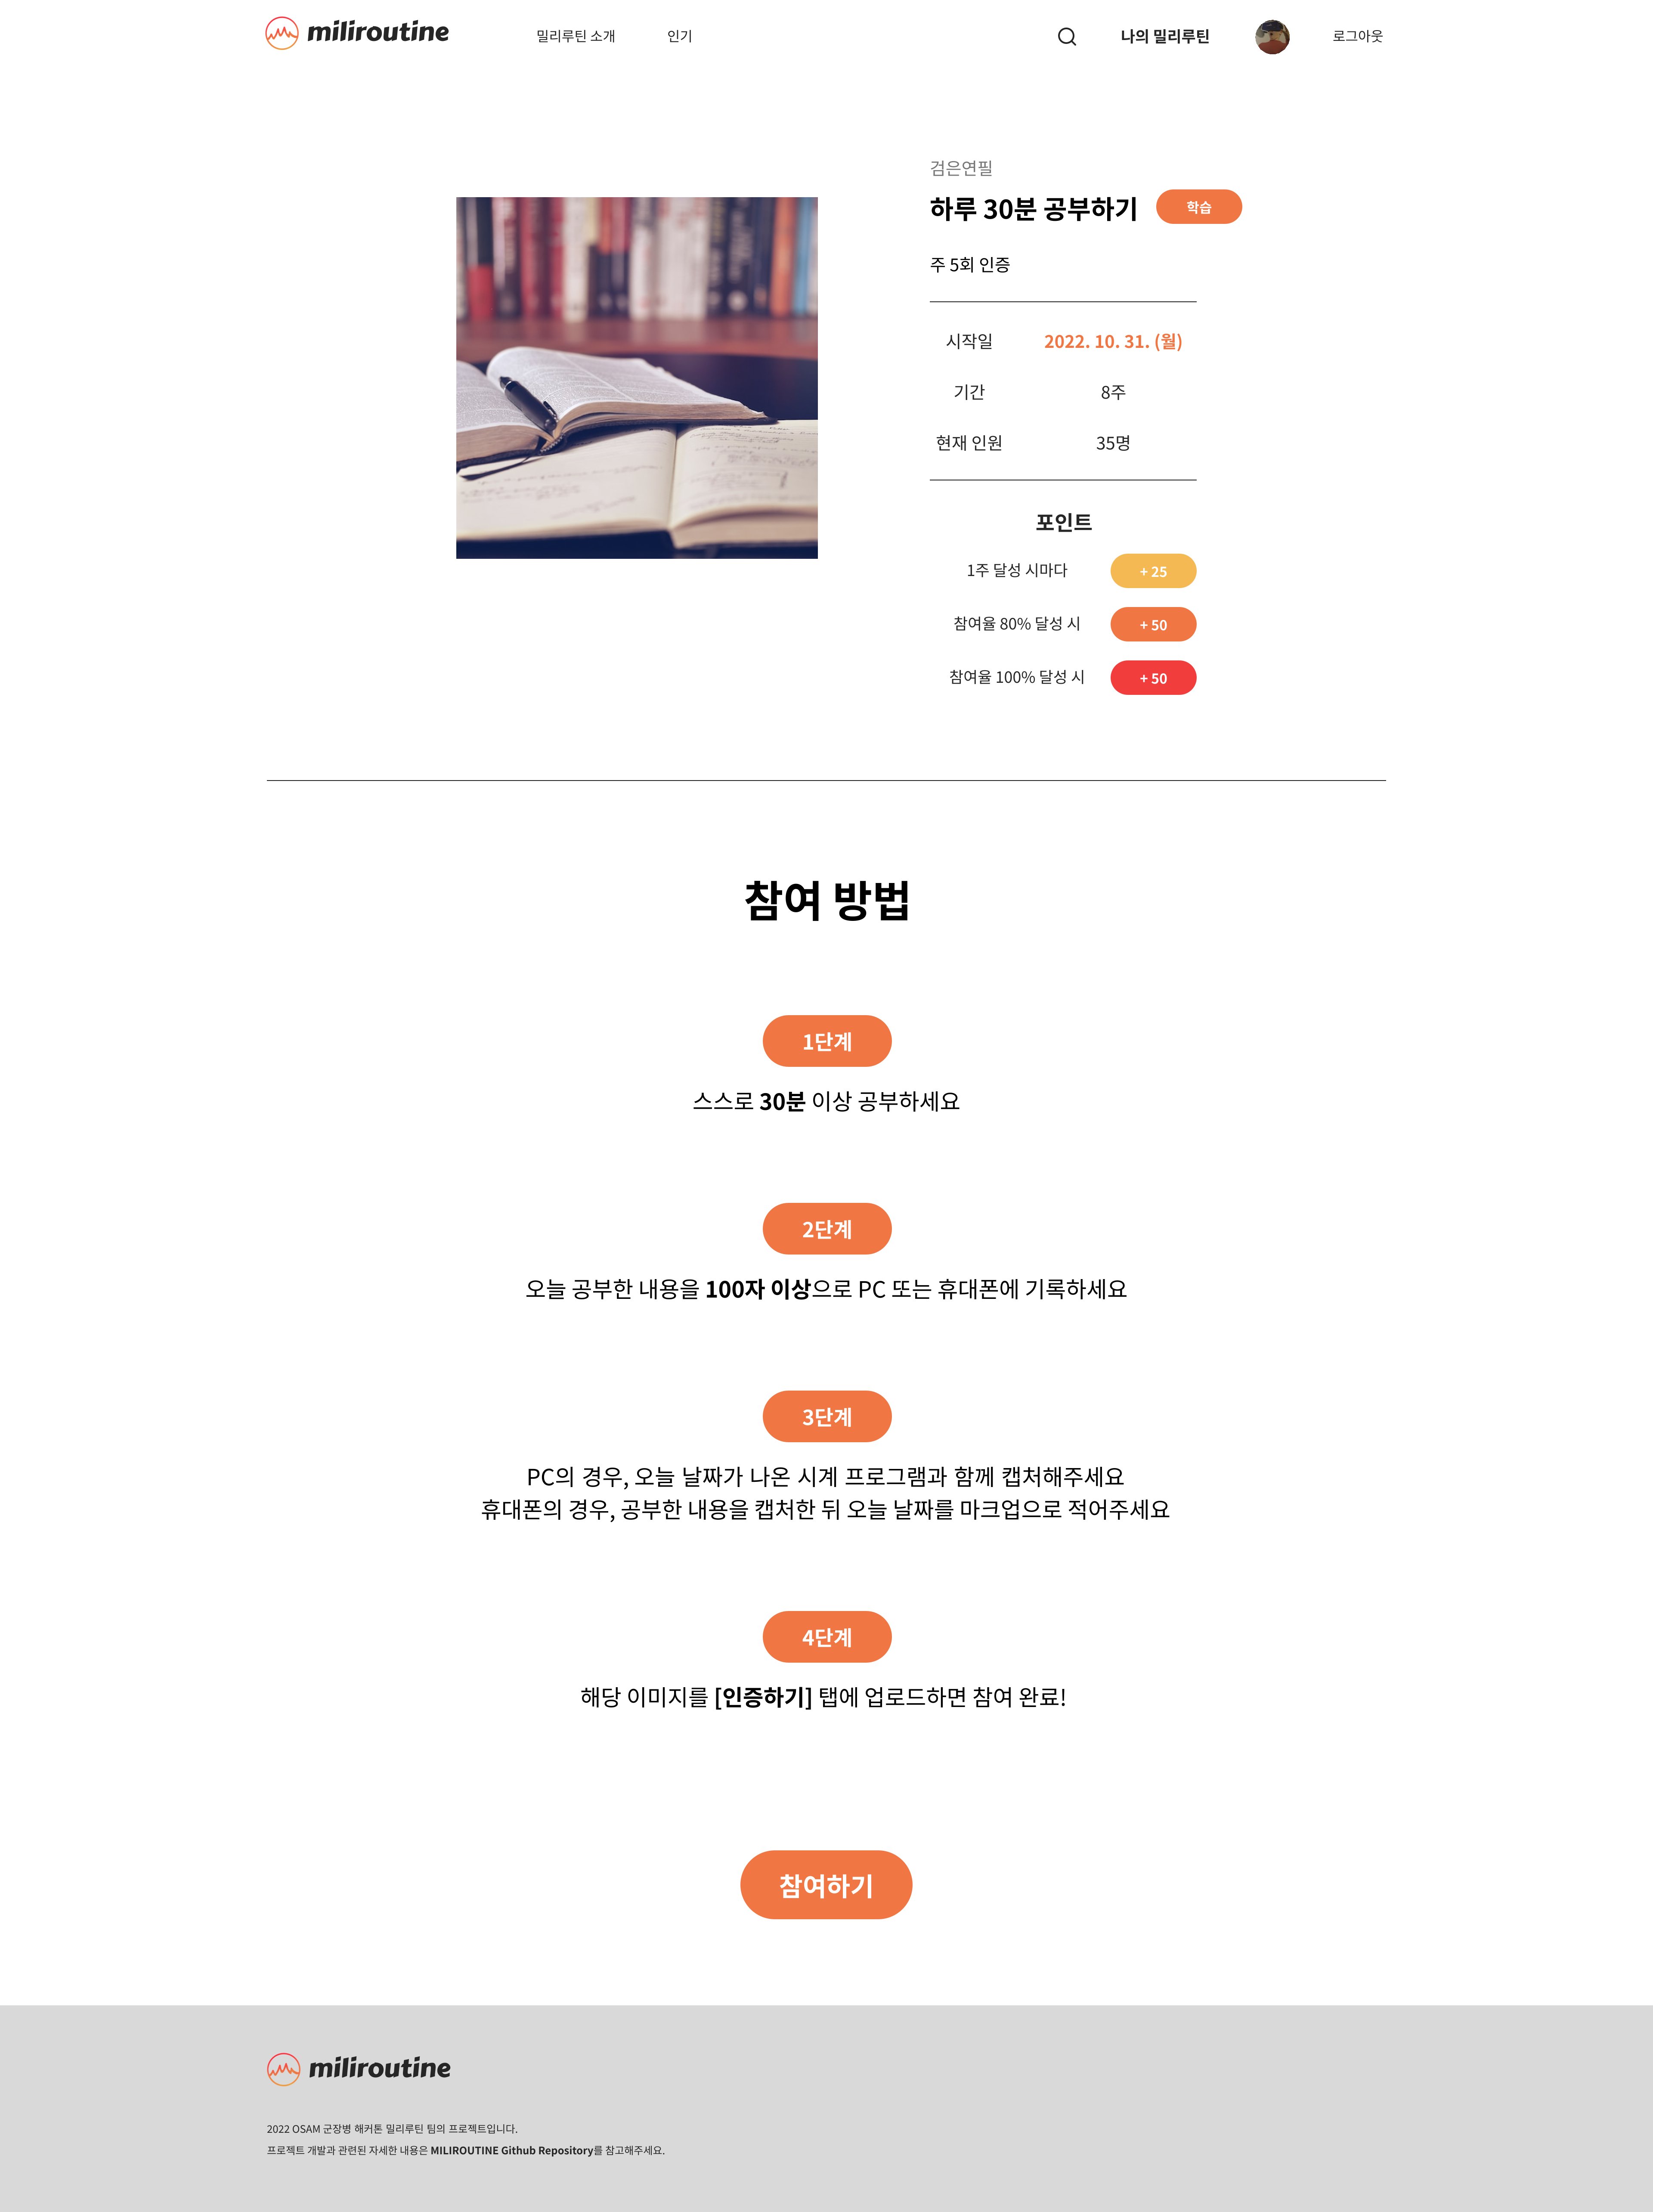 miliroutine
밀리루틴 소개
인기
나의 밀리루틴
로그아웃
검은연필
하루 30분 공부하기
학습
주 5회 인증
시작일 2022. 10. 31. (월)
기간 8주
현재 인원 35명
포인트
1주 달성 시마다 + 25
참여율 80% 달성 시 + 50
참여율 100% 달성 시 + 50
참여 방법
1단계
스스로 30분 이상 공부하세요
2단계
오늘 공부한 내용을 100자 이상으로 PC 또는 휴대폰에 기록하세요
3단계
PC의 경우, 오늘 날짜가 나온 시계 프로그램과 함께 캡처해주세요
휴대폰의 경우, 공부한 내용을 캡처한 뒤 오늘 날짜를 마크업으로 적어주세요
4단계
해당 이미지를 [인증하기] 탭에 업로드하면 참여 완료!
참여하기
miliroutine
2022 OSAM 군장병 해커톤 밀리루틴 팀의 프로젝트입니다.
프로젝트 개발과 관련된 자세한 내용은 MILIROUTINE Github Repository를 참고해주세요.